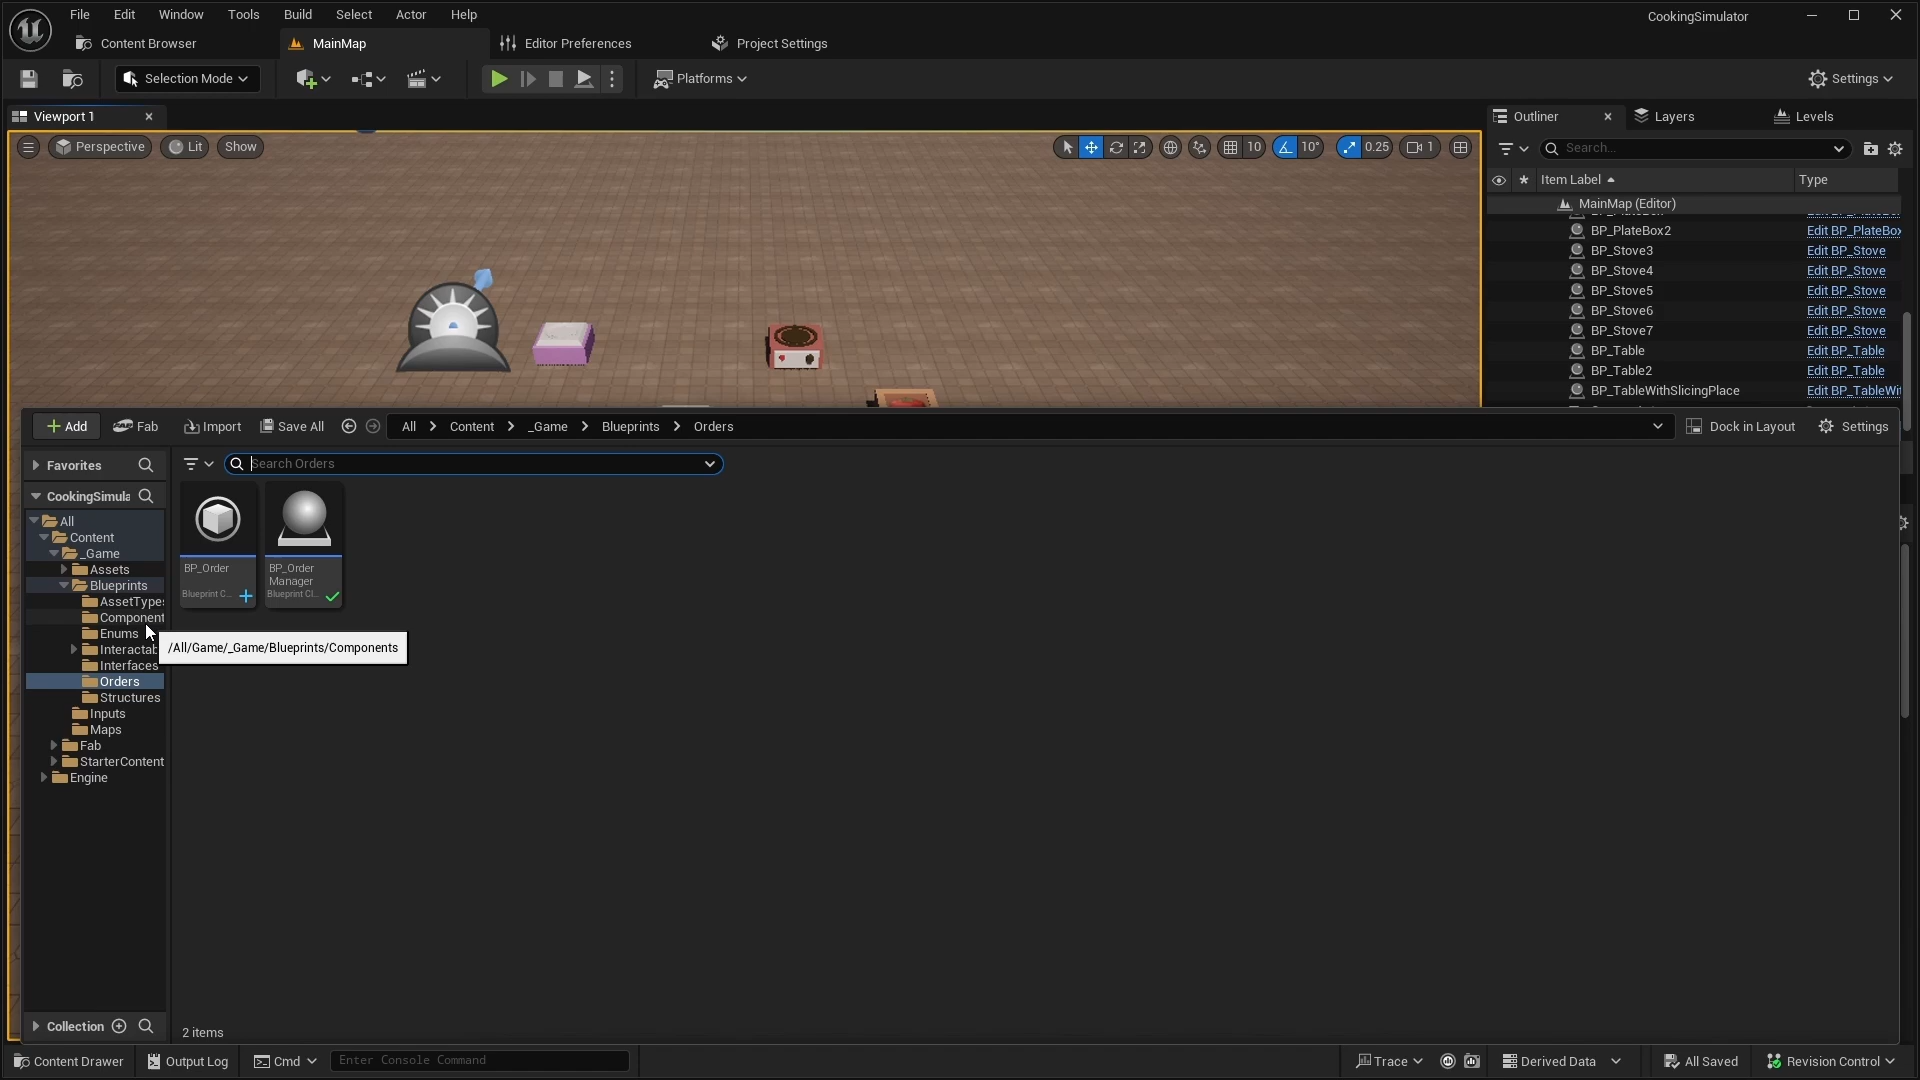 File Edit Window Tools Build Select Actor Help
CookingSimulator
Content Browser
MainMap
Editor Preferences
Project Settings
Selection Mode
Platforms
Settings
Viewport 1
Outliner
Layers
Levels
Perspective
Lit
Show
10
10°
0.25
1
Search...
Item Label
Type
MainMap (Editor)
BP_PlateBox2 Edit BP_PlateBox
BP_Stove3 Edit BP_Stove
BP_Stove4 Edit BP_Stove
BP_Stove5 Edit BP_Stove
BP_Stove6 Edit BP_Stove
BP_Stove7 Edit BP_Stove
BP_Table Edit BP_Table
BP_Table2 Edit BP_Table
BP_TableWithSlicingPlace Edit BP_TableWit
Add
Fab
Import
Save All
All > Content > _Game > Blueprints > Orders
Dock in Layout
Settings
Favorites
Search Orders
CookingSimula
All
Content
_Game
Assets
Blueprints
AssetTypes
Component
Enums
Interactab
Interfaces
Orders
Structures
Inputs
Maps
Fab
StarterContent
Engine
BP_Order
Blueprint C...
BP_Order
Manager
Blueprint Cl...
/All/Game/_Game/Blueprints/Components
Collection
2 items
Content Drawer
Output Log
Cmd
Enter Console Command
Trace
Derived Data
All Saved
Revision Control